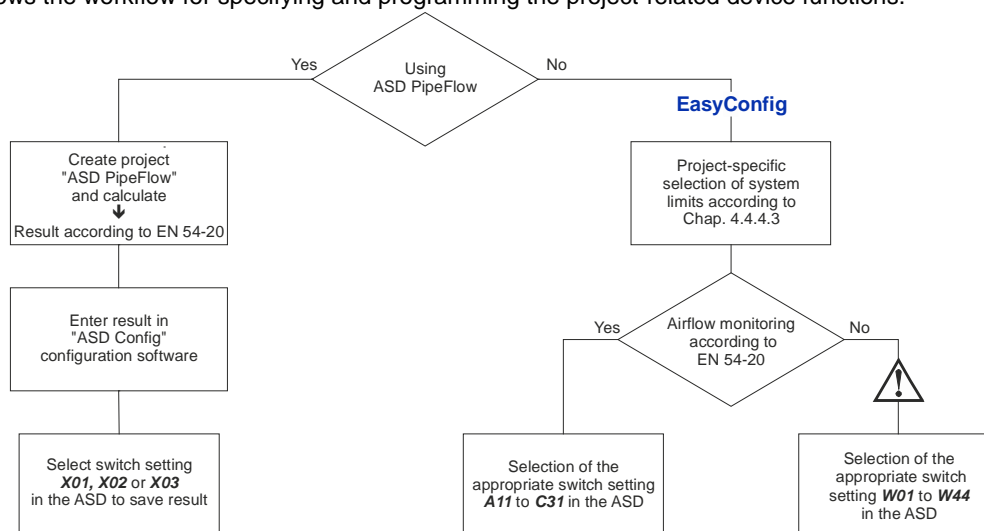 ows the workflow for specifying and programming the project-related device functions.
Using
ASD PipeFlow
Yes
No
EasyConfig
Create project
"ASD PipeFlow"
and calculate
Result according to EN 54-20
Project-specific
selection of system
limits according to
Chap. 4.4.4.3
Enter result in
"ASD Config"
configuration software
Yes
Airflow monitoring
according to
EN 54-20
No
Select switch setting
X01, X02 or X03
in the ASD to save result
Selection of the
appropriate switch setting
A11 to C31 in the ASD
Selection of the
appropriate switch
setting W01 to W44
in the ASD